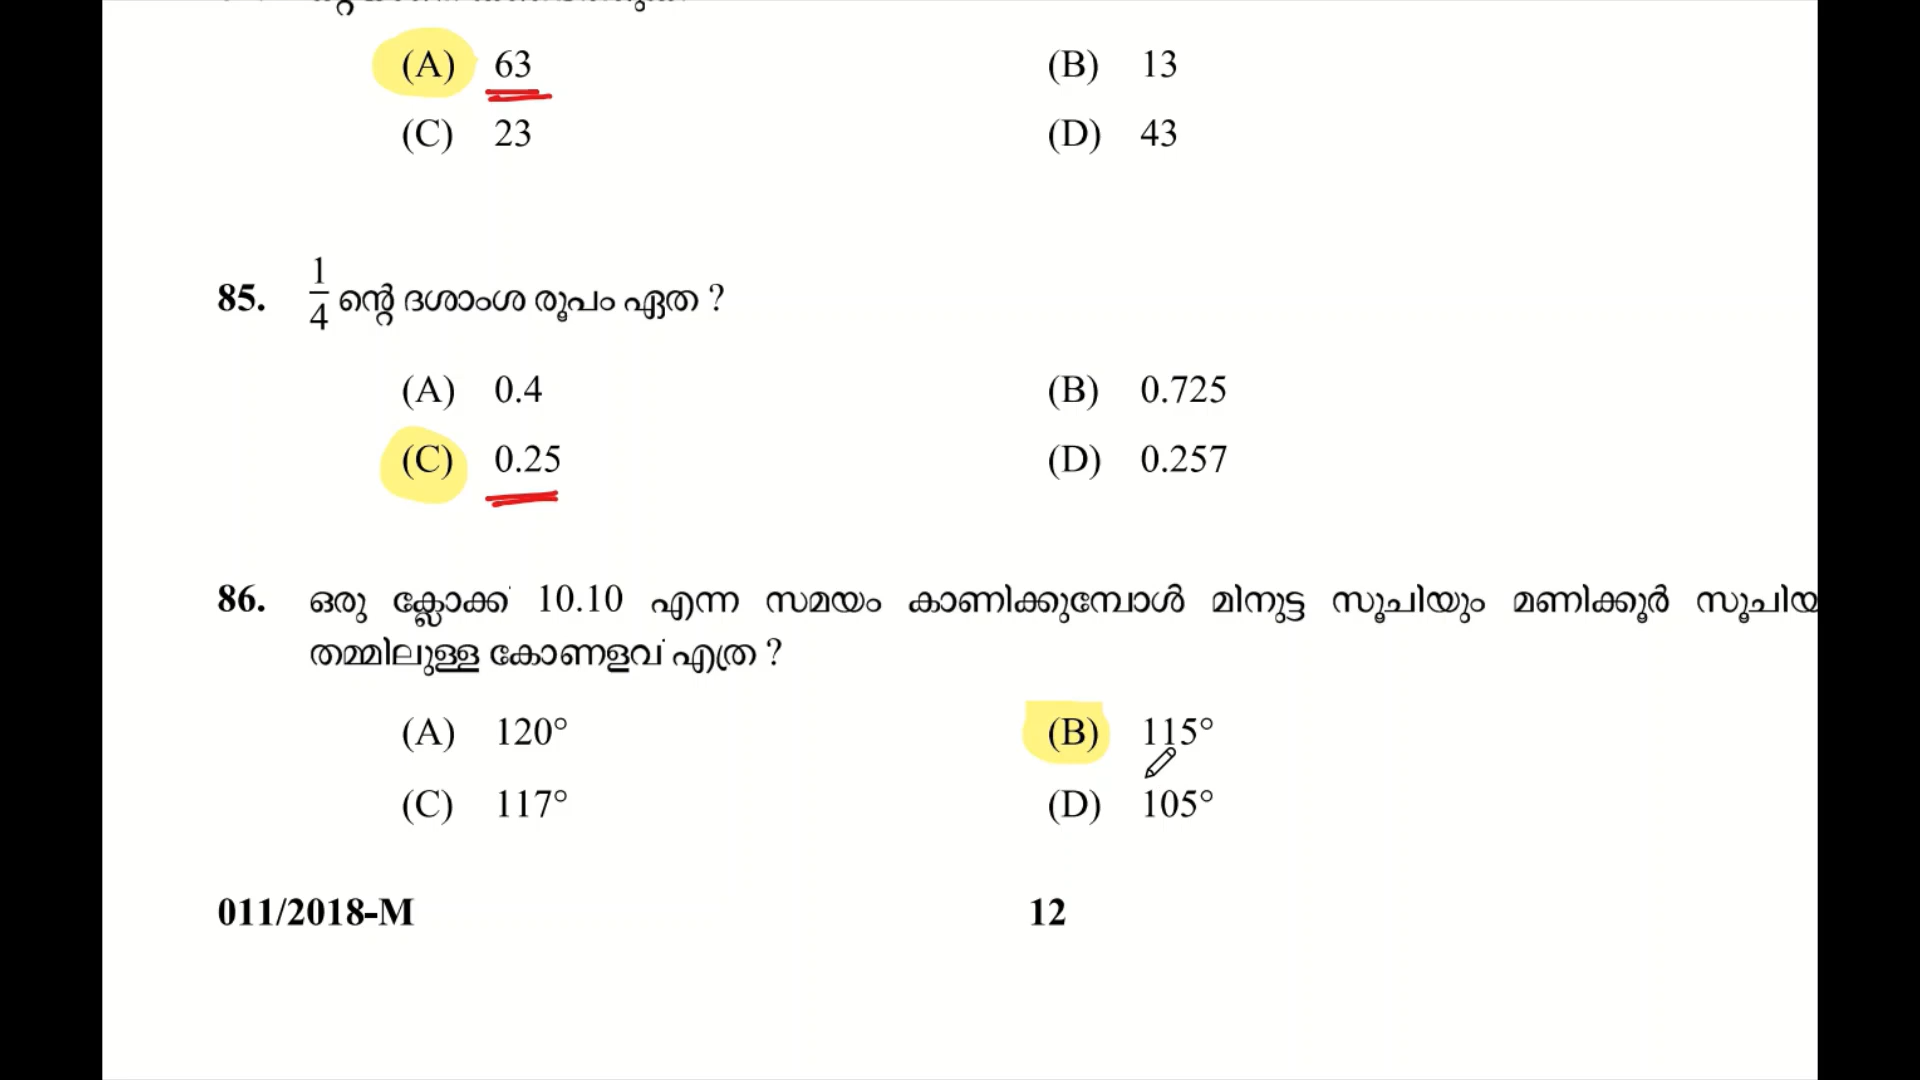 (A) 63 (B) 13
(C) 23 (D) 43
85. 1/4 ന്റെ ദശാംശ രൂപം ഏത ?
(A) 0.4 (B) 0.725
(C) 0.25 (D) 0.257
86. ഒരു ക്ലോക്ക് 10.10 എന്ന സമയം കാണിക്കുമ്പോൾ മിനുട്ട സൂചിയും മണിക്കൂർ സൂചിയ
തമ്മിലുള്ള കോണളവ് എത്ര ?
(A) 120° (B) 115°
(C) 117° (D) 105°
011/2018-M 12